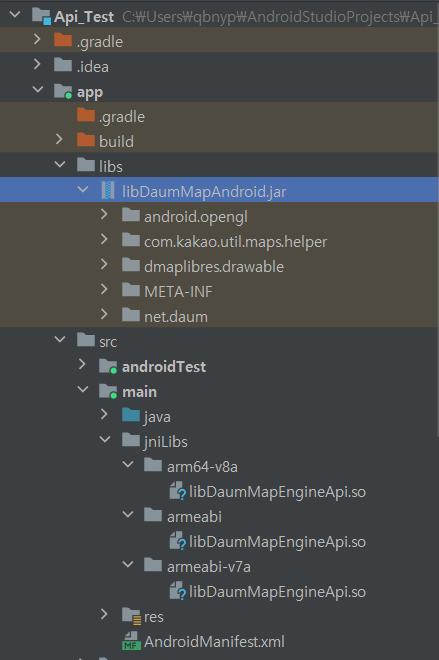 Api_Test C:₩Users₩qbnyp₩AndroidStudioProjects₩Api_
.gradle
.idea
app
.gradle
build
libs
libDaumMapAndroid.jar
android.opengl
com.kakao.util.maps.helper
dmaplibres.drawable
META-INF
net.daum
src
androidTest
main
java
jniLibs
arm64-v8a
libDaumMapEngineApi.so
armeabi
libDaumMapEngineApi.so
armeabi-v7a
libDaumMapEngineApi.so
res
MF AndroidManifest.xml